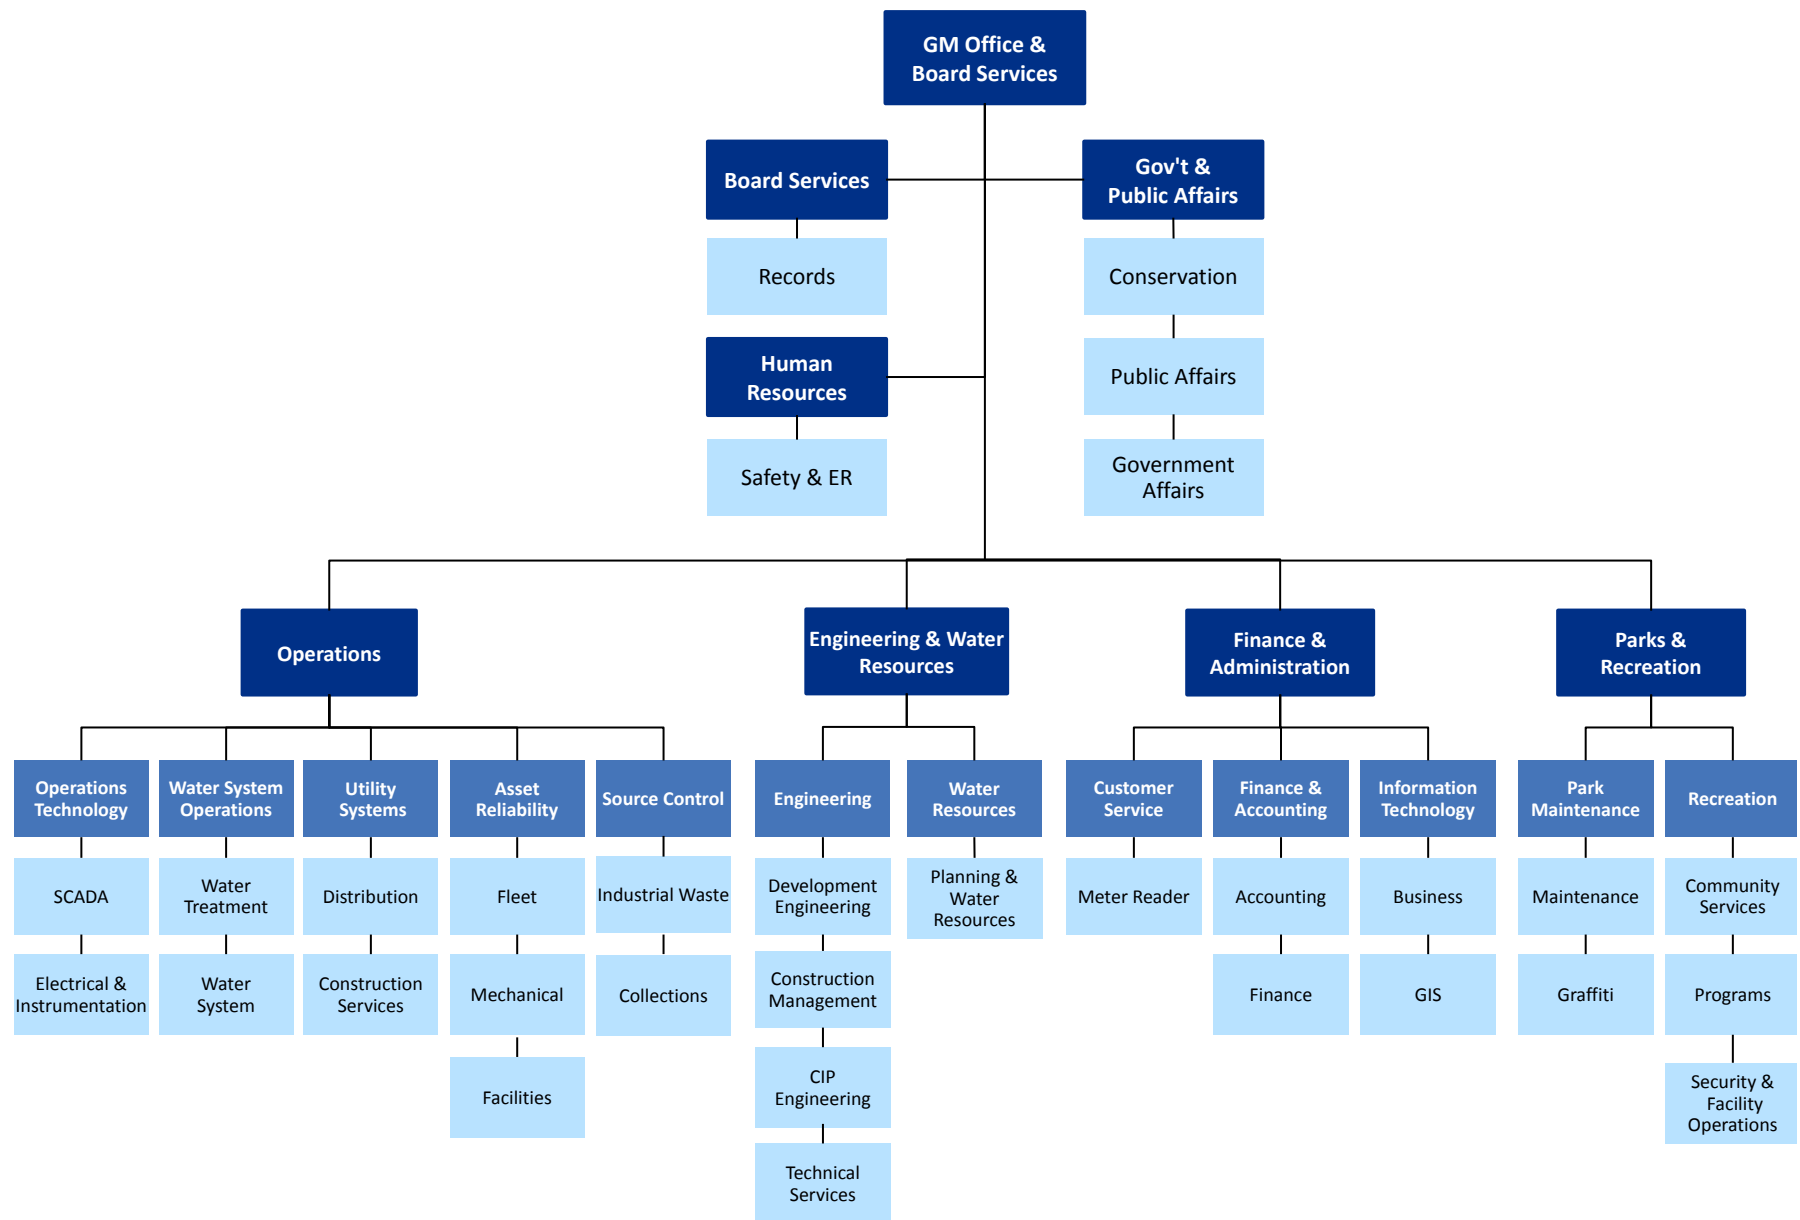 GM Office &
Board Services
Board Services
Gov't &
Public Affairs
Records
Conservation
Human
Resources
Public Affairs
Safety & ER
Government
Affairs
Operations
Engineering & Water
Resources
Finance &
Administration
Parks &
Recreation
Operations
Technology
Water System
Operations
Utility
Systems
Asset
Reliability
Source Control
Engineering
Water
Resources
Customer
Service
Finance &
Accounting
Information
Technology
Park
Maintenance
Recreation
SCADA
Water
Treatment
Distribution
Fleet
Industrial Waste
Development
Engineering
Planning &
Water
Resources
Meter Reader
Accounting
Business
Maintenance
Community
Services
Electrical &
Instrumentation
Water
System
Construction
Services
Mechanical
Collections
Construction
Management
Finance
GIS
Graffiti
Programs
Facilities
CIP
Engineering
Security &
Facility
Operations
Technical
Services